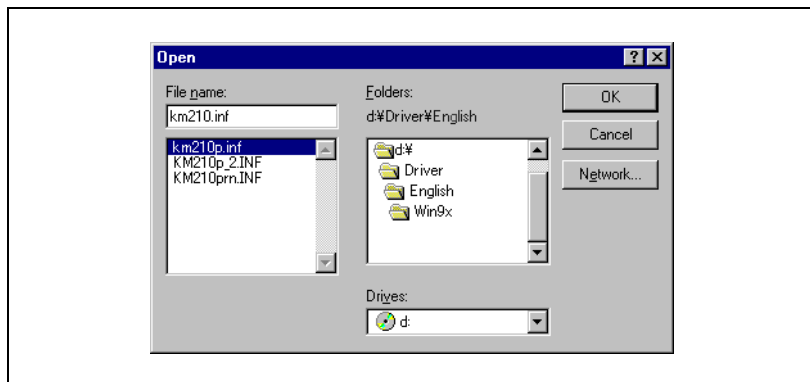 Open
File name:
km210.inf
km210p.inf
KM210p_2.INF
KM210prn.INF
Folders:
d:¥Driver¥English
d:¥
Driver
English
Win9x
Drives:
d:
OK
Cancel
Network...